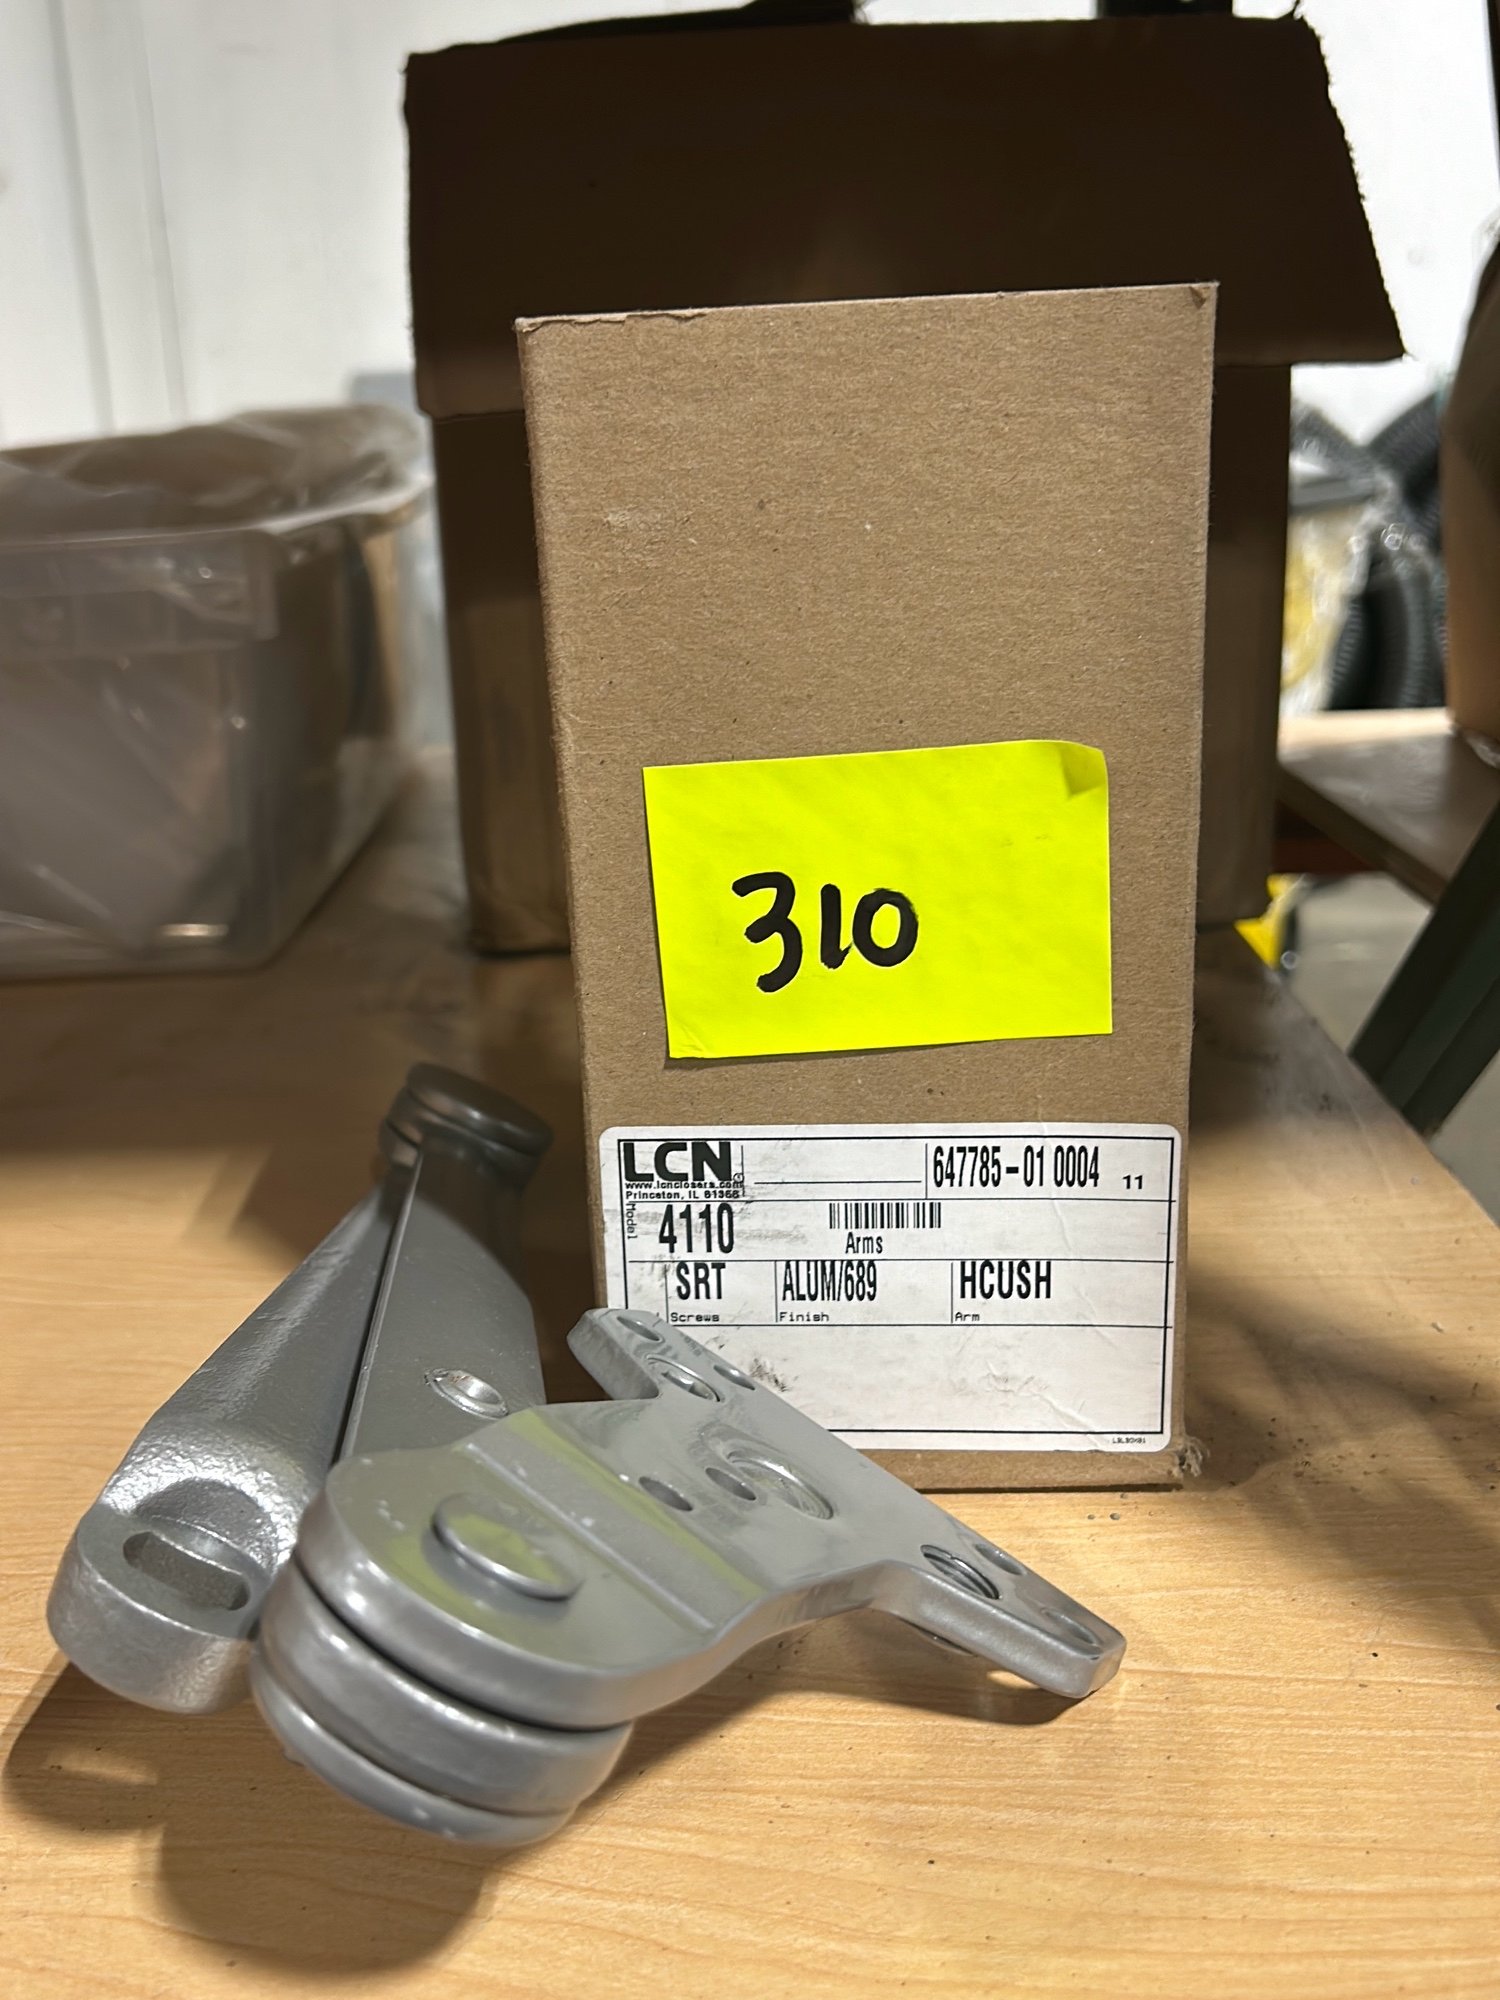 310
LCN
www.lcnclosers.com
Princeton, IL 61356
647785-01 0004 11
Model
4110
Arms
SRT
ALUM/689
HCUSH
Screws
Finish
Arm